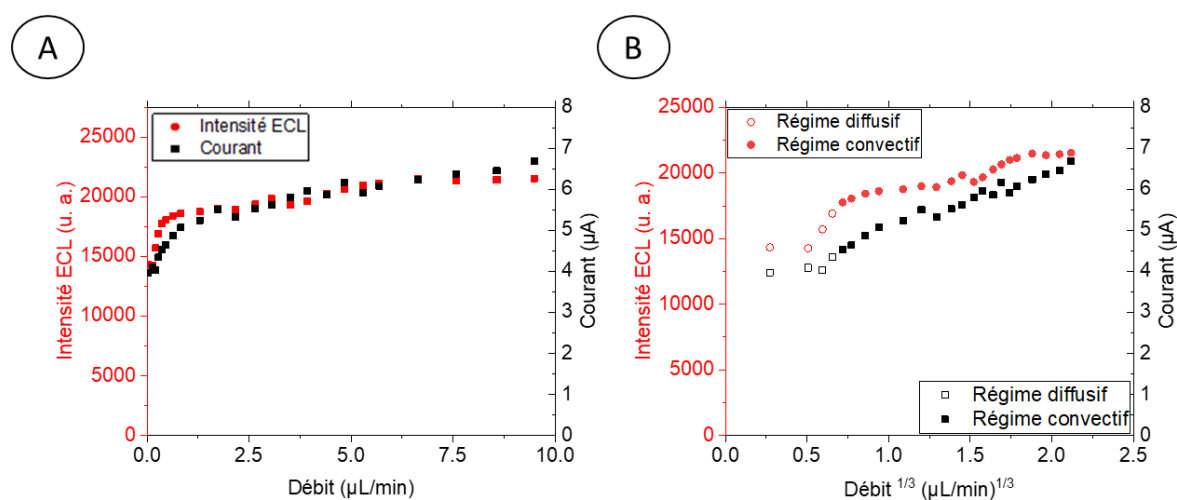 A
Intensité ECL (u. a.)
25000
20000
15000
10000
5000
0
Intensité ECL
Courant
8
7
6
5
4
3
2
1
0
Courant (µA)
0.0 2.5 5.0 7.5 10.0
Débit (µL/min)
B
Intensité ECL (u. a.)
25000
20000
15000
10000
5000
0
Régime diffusif
Régime convectif
8
7
6
5
4
3
2
1
0
Courant (µA)
Régime diffusif
Régime convectif
0.0 0.5 1.0 1.5 2.0 2.5
Débit 1/3 (µL/min)1/3